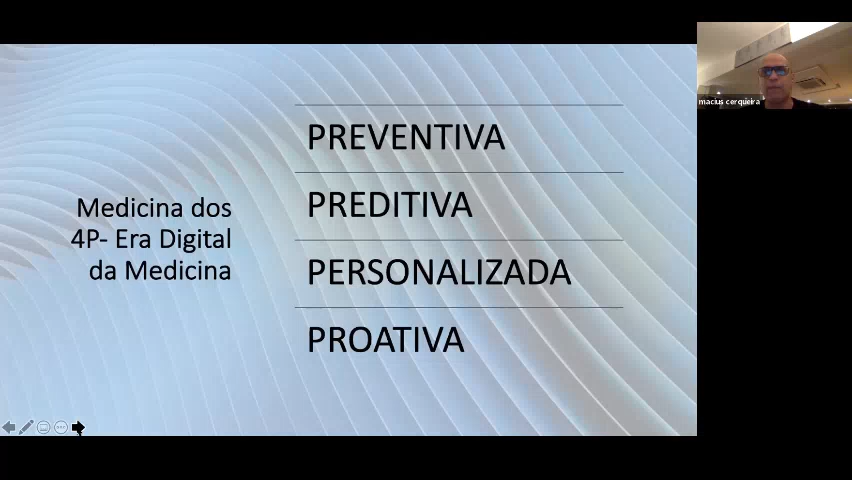 Medicina dos
4P- Era Digital
da Medicina
PREVENTIVA
PREDITIVA
PERSONALIZADA
PROATIVA
macius cerqueira